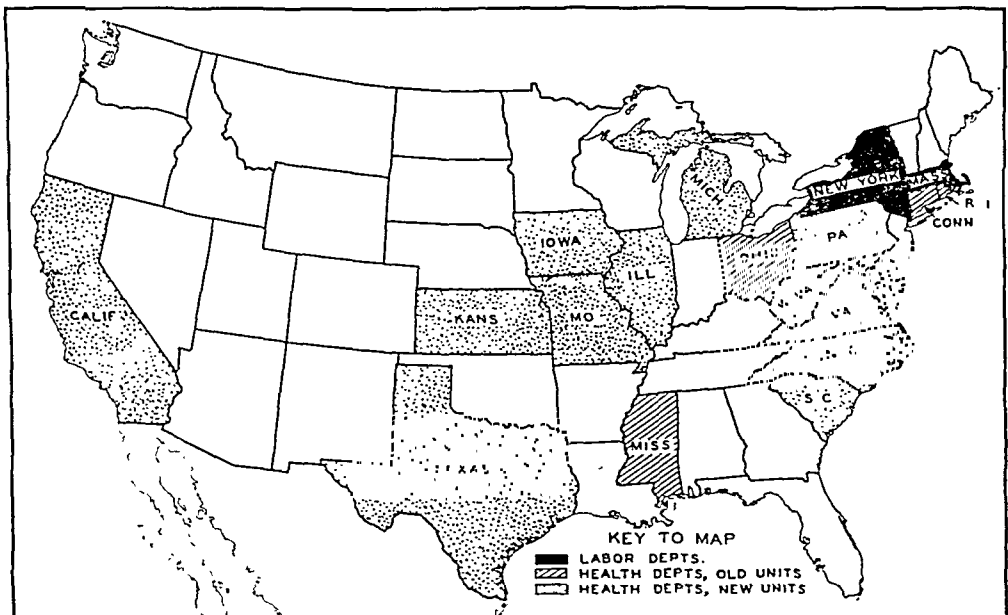 NEW YORK
MASS
R I
CONN
MICH
PA
IOWA
OHIO
ILL
VA
CALIF
KANS
MO
S C
MISS
KEY TO MAP
LABOR DEPTS.
HEALTH DEPTS, OLD UNITS
HEALTH DEPTS, NEW UNITS